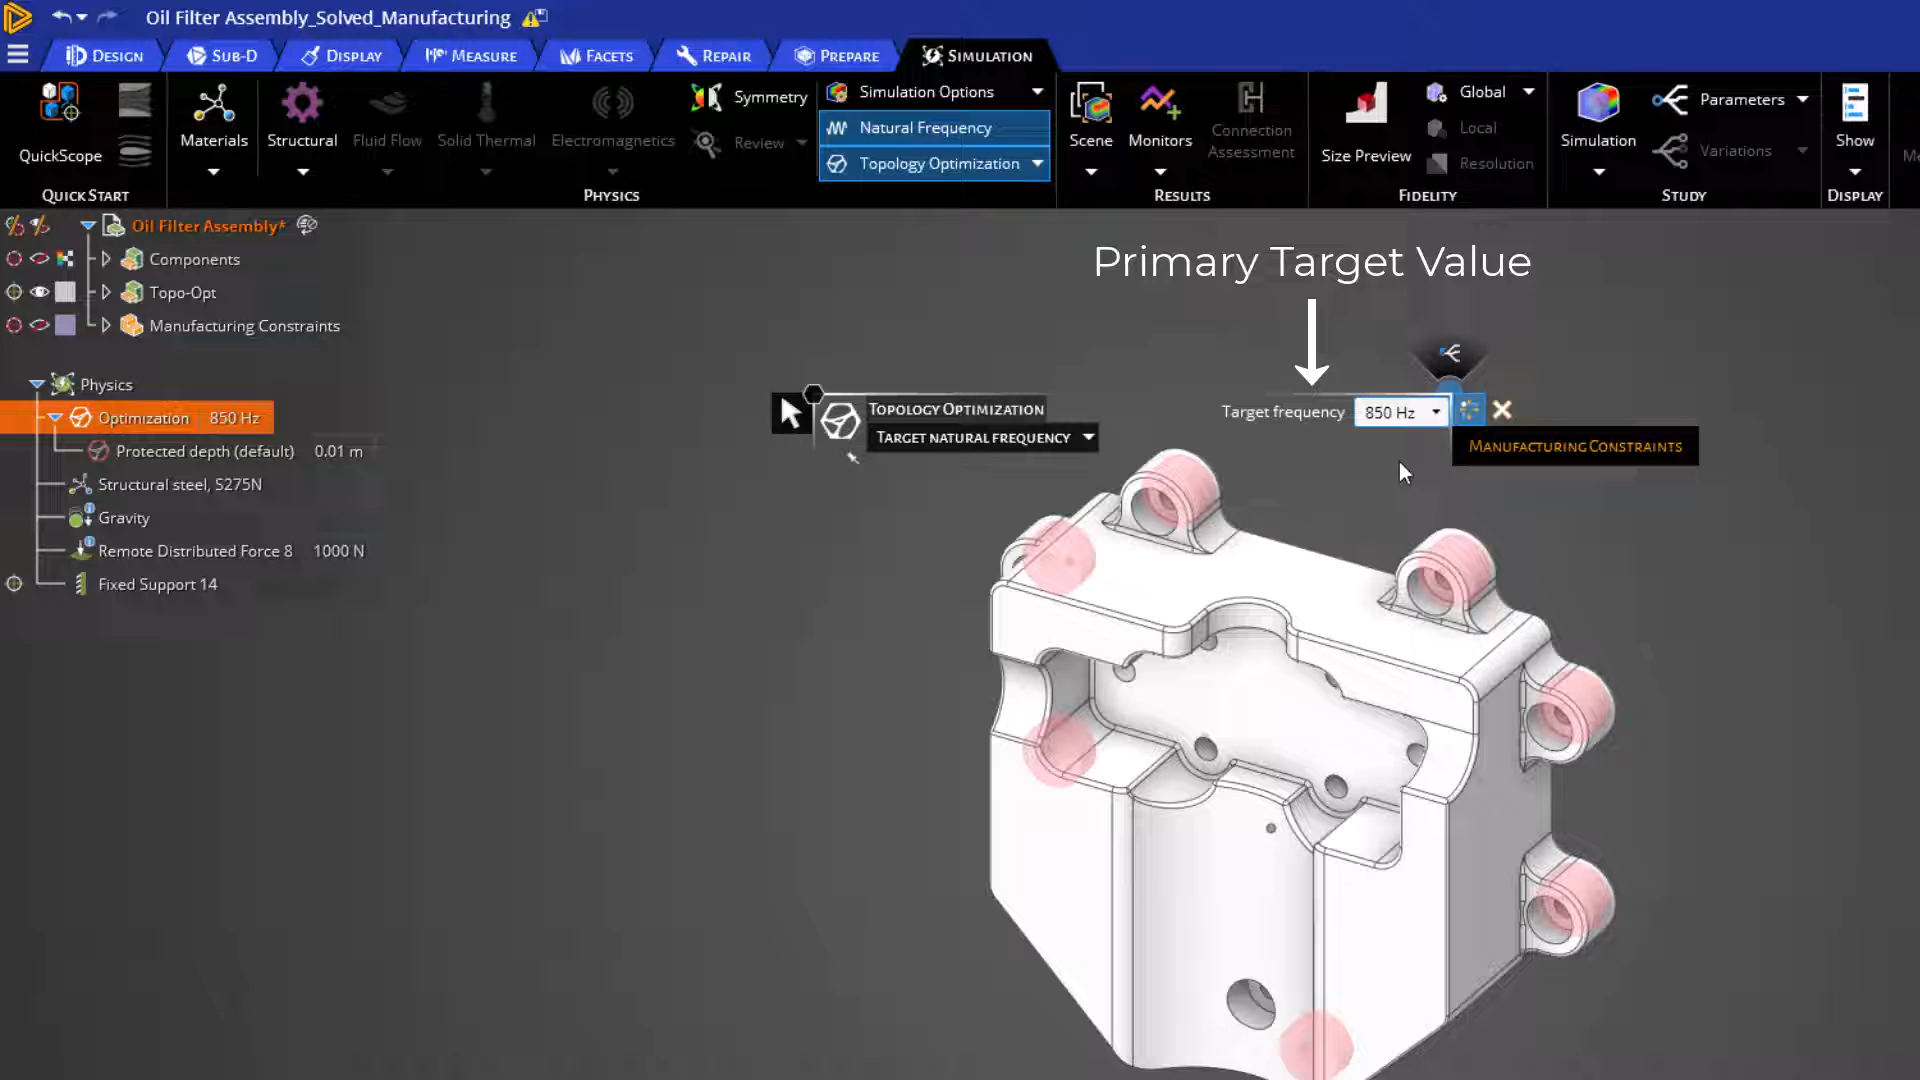 Oil Filter Assembly_Solved_Manufacturing
Design
Sub-D
Display
Measure
Facets
Repair
Prepare
Simulation
QuickScope
Quick Start
Materials
Structural
Fluid Flow
Solid Thermal
Electromagnetics
Symmetry
Review
Physics
Simulation Options
Natural Frequency
Topology Optimization
Scene
Monitors
Connection
Assessment
Results
Size Preview
Global
Local
Resolution
Fidelity
Simulation
Parameters
Variations
Study
Show
Display
Oil Filter Assembly*
Components
Topo-Opt
Manufacturing Constraints
Physics
Optimization 850 Hz
Protected depth (default) 0.01 m
Structural steel, S275N
Gravity
Remote Distributed Force 8 1000 N
Fixed Support 14
Primary Target Value
Topology Optimization
Target natural frequency
Target frequency 850 Hz
Manufacturing Constraints